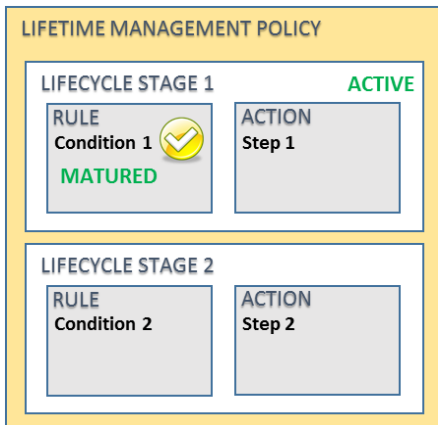 LIFETIME MANAGEMENT POLICY
LIFECYCLE STAGE 1
ACTIVE
RULE
Condition 1
MATURED
ACTION
Step 1
LIFECYCLE STAGE 2
RULE
Condition 2
ACTION
Step 2